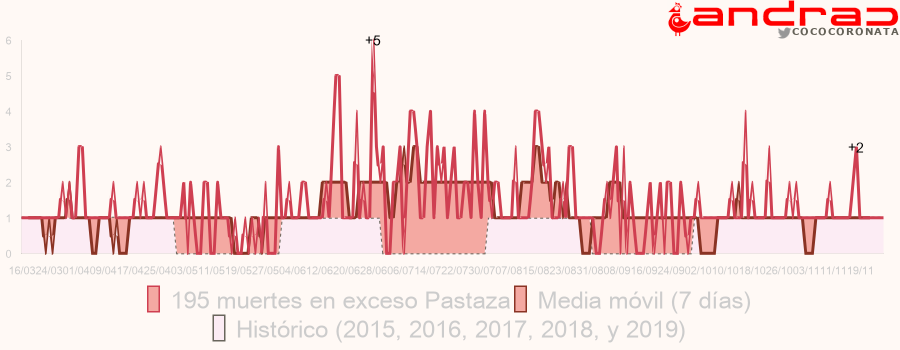 andrab
COCOCORONATA
6
5
4
3
2
1
0
+5
+2
16/0324/0301/0409/0417/0425/0403/0511/0519/0527/0504/0612/0620/0628/0606/0714/0722/0730/0707/0815/0823/0831/0808/0916/0924/0902/1010/1018/1026/1003/1111/1119/11
195 muertes en exceso Pastaza
Media móvil (7 días)
Histórico (2015, 2016, 2017, 2018, y 2019)